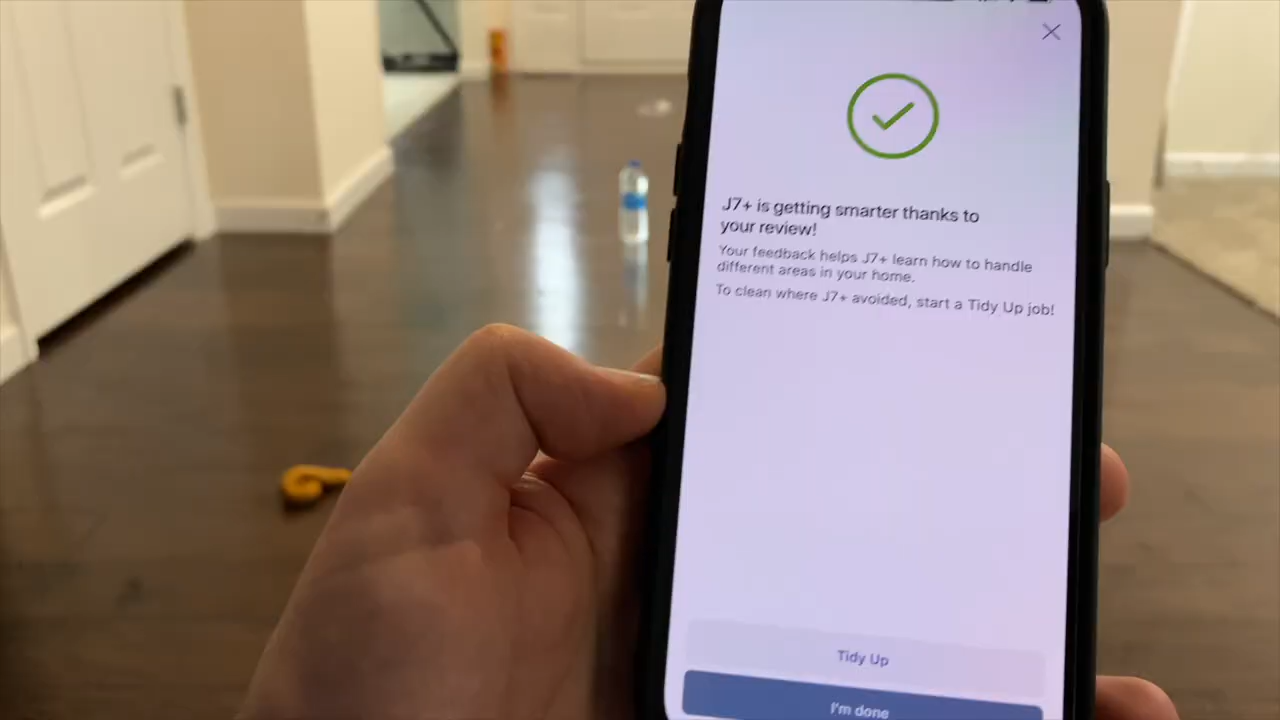 J7+ is getting smarter thanks to
your review!
Your feedback helps J7+ learn how to handle
different areas in your home.
To clean where J7+ avoided, start a Tidy Up job!
Tidy Up
I'm done